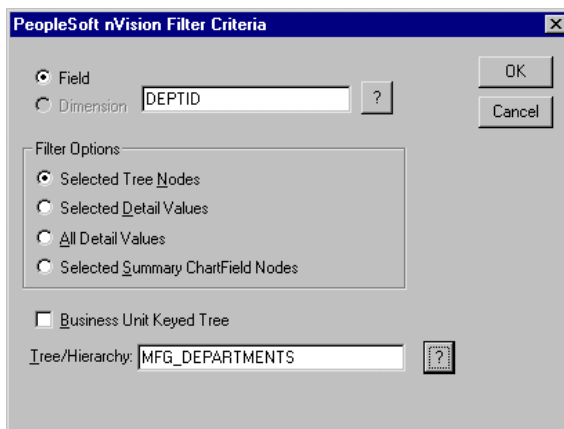 PeopleSoft nVision Filter Criteria
Field
Dimension
DEPTID
?
OK
Cancel
Filter Options
Selected Tree Nodes
Selected Detail Values
All Detail Values
Selected Summary ChartField Nodes
Business Unit Keyed Tree
Tree/Hierarchy: MFG_DEPARTMENTS ?